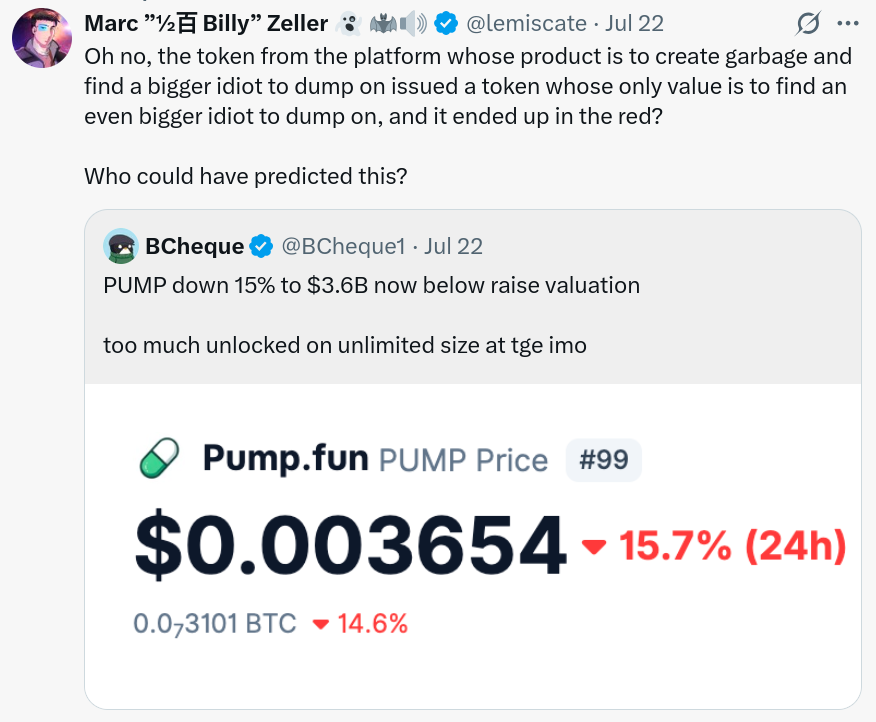 Marc ”½百 Billy” Zeller 👻 🦇🔊 @lemiscate · Jul 22
Oh no, the token from the platform whose product is to create garbage and
find a bigger idiot to dump on issued a token whose only value is to find an
even bigger idiot to dump on, and it ended up in the red?
Who could have predicted this?
BCheque @BCheque1 · Jul 22
PUMP down 15% to $3.6B now below raise valuation
too much unlocked on unlimited size at tge imo
Pump.fun PUMP Price #99
$0.003654 ▼ 15.7% (24h)
0.0₇3101 BTC ▼ 14.6%